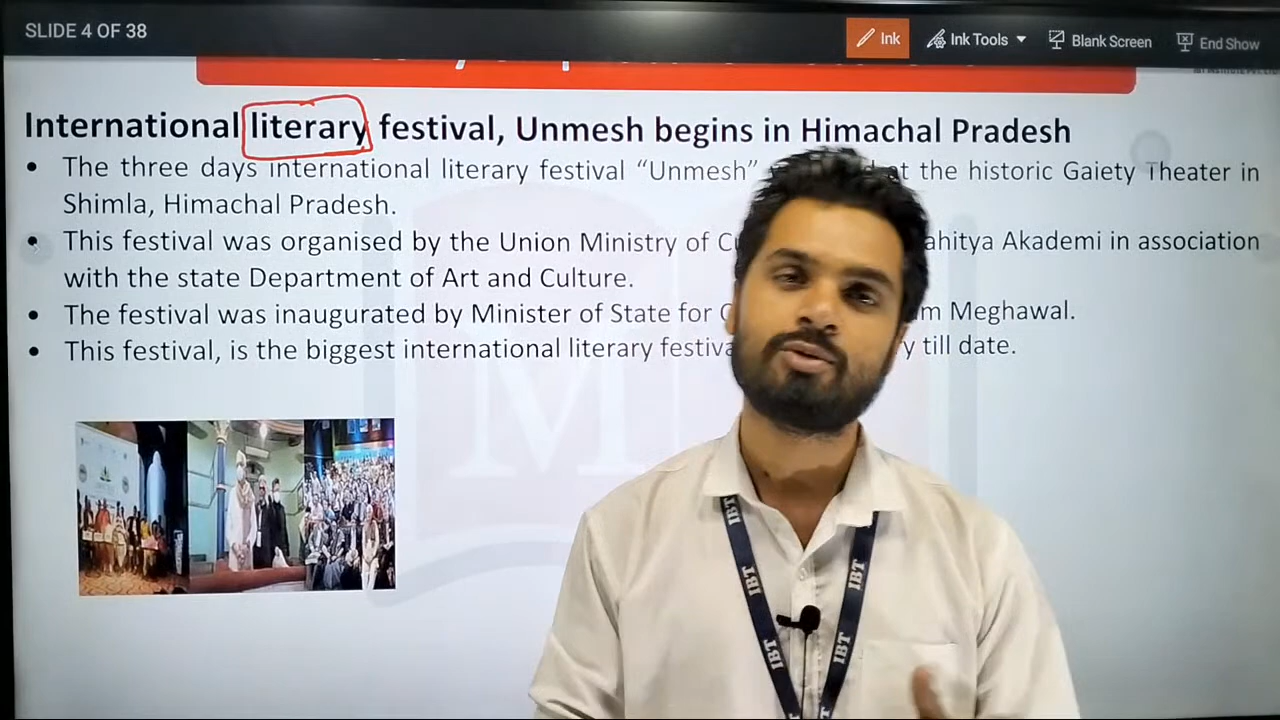 SLIDE 4 OF 38
Ink
Ink Tools
Blank Screen
End Show
International literary festival, Unmesh begins in Himachal Pradesh
• The three days international literary festival “Unmesh” at the historic Gaiety Theater in
Shimla, Himachal Pradesh.
• This festival was organised by the Union Ministry of Akademi in association
with the state Department of Art and Culture.
• The festival was inaugurated by Minister of State for Meghawal.
• This festival, is the biggest international literary till date.
M
IBT
IBT
IBT
IBT
IBT